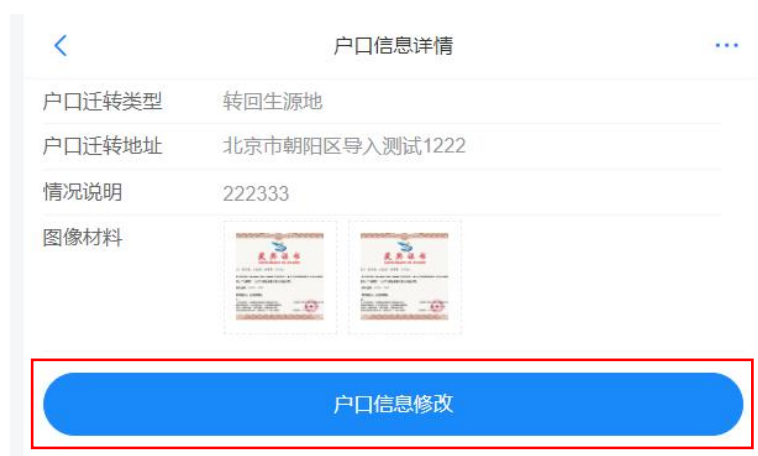 户口信息详情
户口迁转类型 转回生源地
户口迁转地址 北京市朝阳区导入测试1222
情况说明 222333
图像材料
户口信息修改